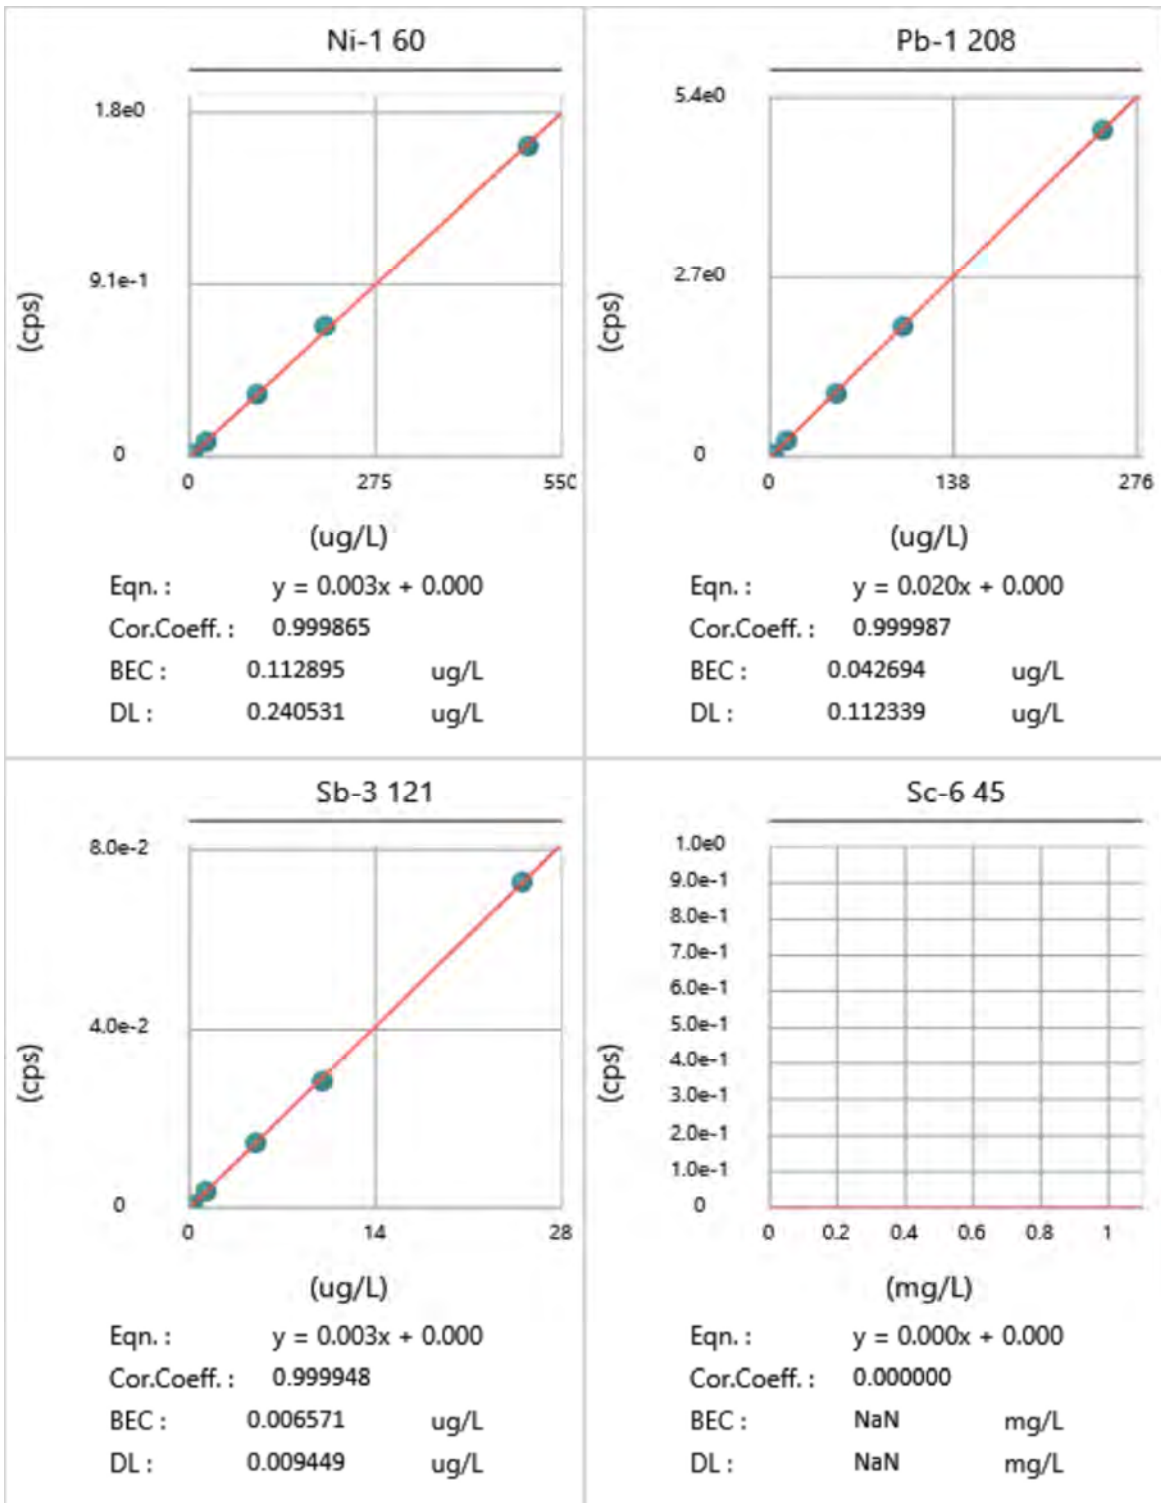 Ni-1 60
1.8e0
9.1e-1
0
(cps)
0 275 550
(ug/L)
Eqn. : y = 0.003x + 0.000
Cor.Coeff. : 0.999865
BEC : 0.112895 ug/L
DL : 0.240531 ug/L
Pb-1 208
5.4e0
2.7e0
0
(cps)
0 138 276
(ug/L)
Eqn. : y = 0.020x + 0.000
Cor.Coeff. : 0.999987
BEC : 0.042694 ug/L
DL : 0.112339 ug/L
Sb-3 121
8.0e-2
4.0e-2
0
(cps)
0 14 28
(ug/L)
Eqn. : y = 0.003x + 0.000
Cor.Coeff. : 0.999948
BEC : 0.006571 ug/L
DL : 0.009449 ug/L
Sc-6 45
1.0e0
9.0e-1
8.0e-1
7.0e-1
6.0e-1
5.0e-1
4.0e-1
3.0e-1
2.0e-1
1.0e-1
0
(cps)
0 0.2 0.4 0.6 0.8 1
(mg/L)
Eqn. : y = 0.000x + 0.000
Cor.Coeff. : 0.000000
BEC : NaN mg/L
DL : NaN mg/L